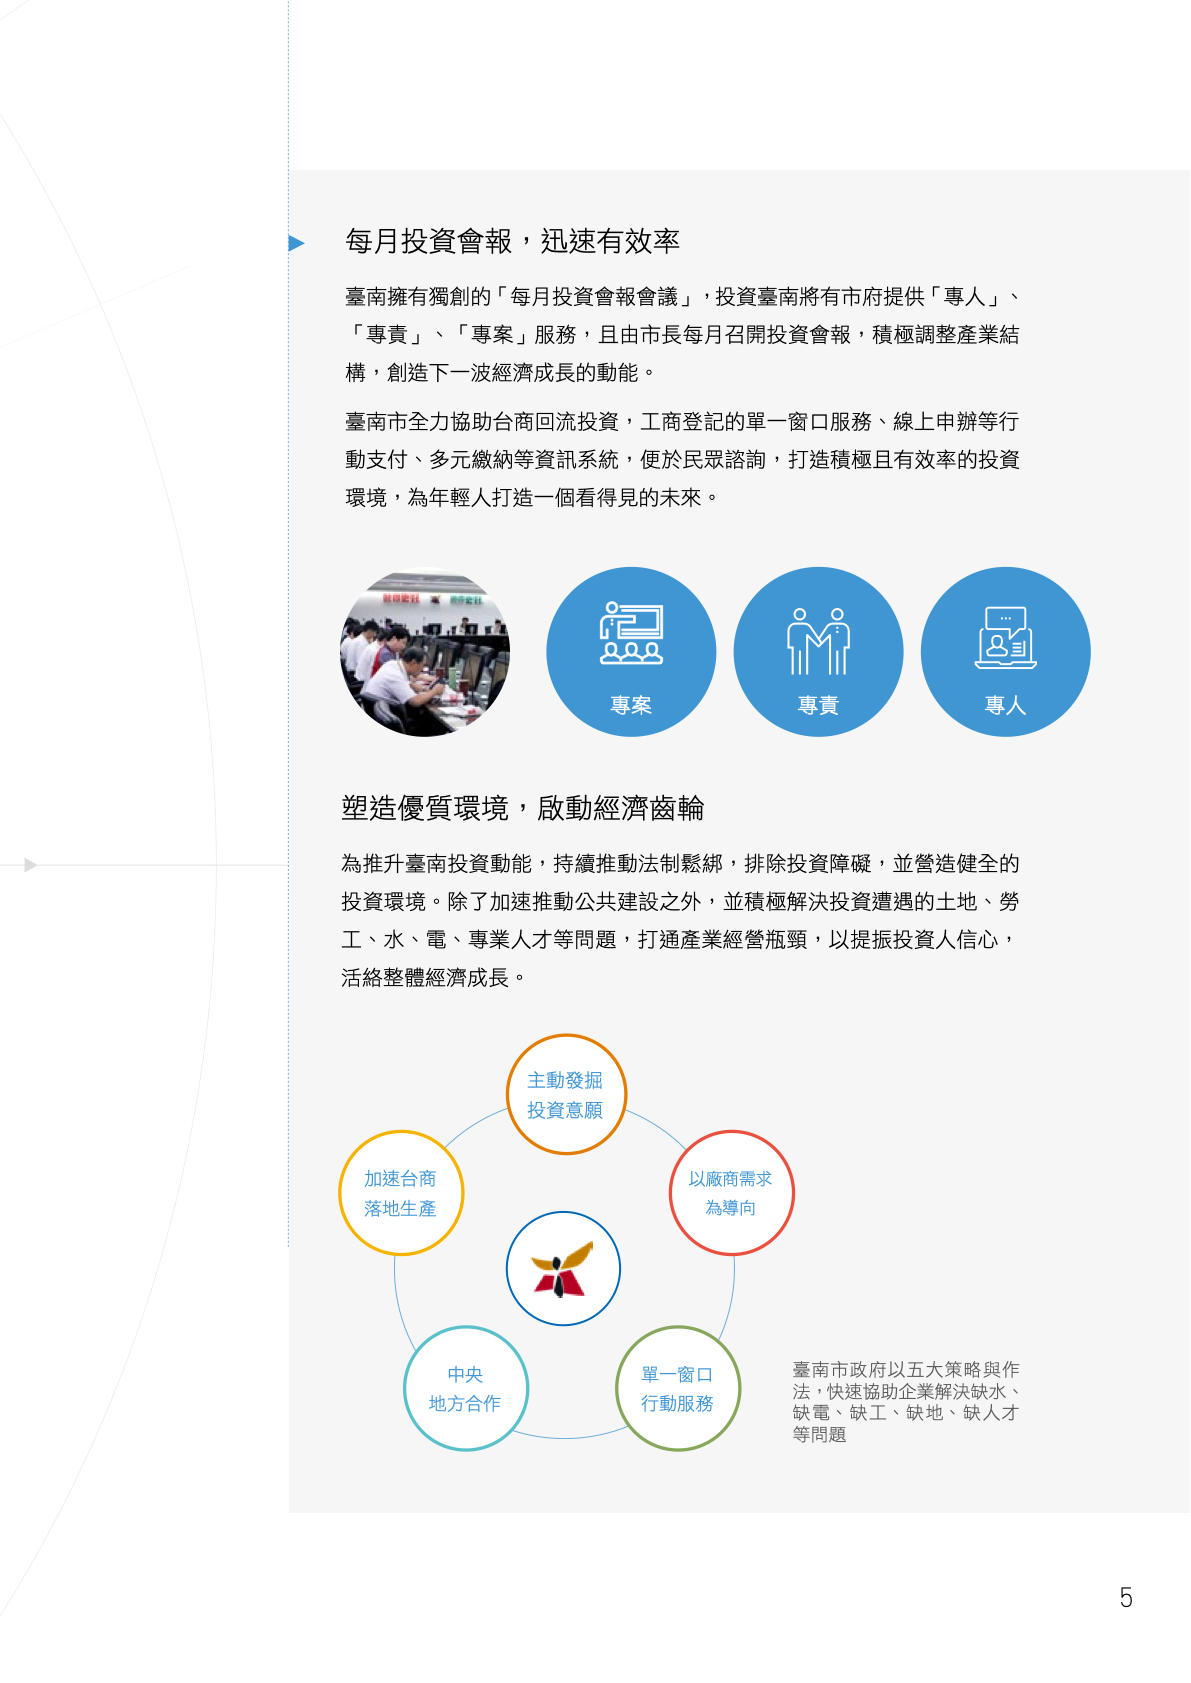 每月投資會報，迅速有效率
臺南擁有獨創的「每月投資會報會議」，投資臺南將有市府提供「專人」、
「專責」、「專案」服務，且由市長每月召開投資會報，積極調整產業結
構，創造下一波經濟成長的動能。
臺南市全力協助台商回流投資，工商登記的單一窗口服務、線上申辦等行
動支付、多元繳納等資訊系統，便於民眾諮詢，打造積極且有效率的投資
環境，為年輕人打造一個看得見的未來。
專案
專責
專人
塑造優質環境，啟動經濟齒輪
為推升臺南投資動能，持續推動法制鬆綁，排除投資障礙，並營造健全的
投資環境。除了加速推動公共建設之外，並積極解決投資遭遇的土地、勞
工、水、電、專業人才等問題，打通產業經營瓶頸，以提振投資人信心，
活絡整體經濟成長。
主動發掘
投資意願
加速台商
落地生產
以廠商需求
為導向
中央
地方合作
單一窗口
行動服務
臺南市政府以五大策略與作
法，快速協助企業解決缺水、
缺電、缺工、缺地、缺人才
等問題
5